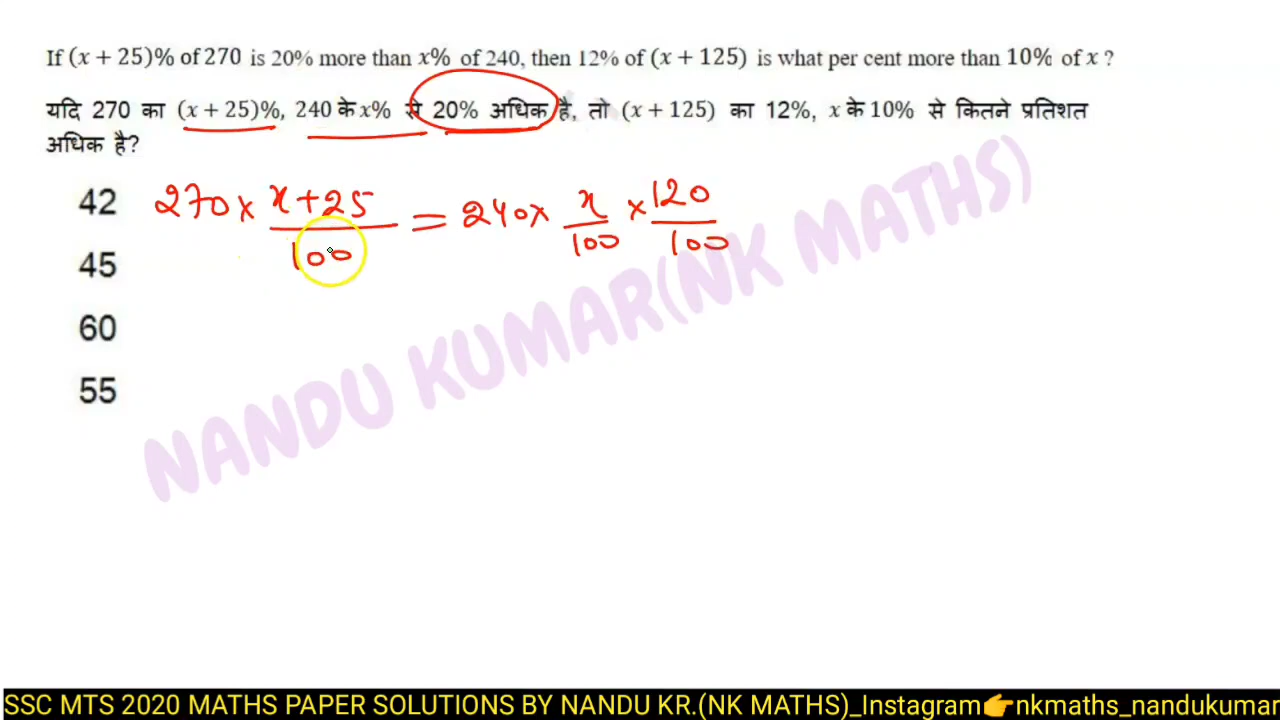 If (x + 25)% of 270 is 20% more than x% of 240, then 12% of (x + 125) is what per cent more than 10% of x ?
यदि 270 का (x + 25)%, 240 के x% से 20% अधिक है, तो (x + 125) का 12%, x के 10% से कितने प्रतिशत
अधिक है?
42
270 × x + 25 / 100 = 240 × x / 100 × 120 / 100
45
60
55
NANDU KUMAR(NK MATHS)
SSC MTS 2020 MATHS PAPER SOLUTIONS BY NANDU KR.(NK MATHS)_Instagram👉nkmaths_nandukumar